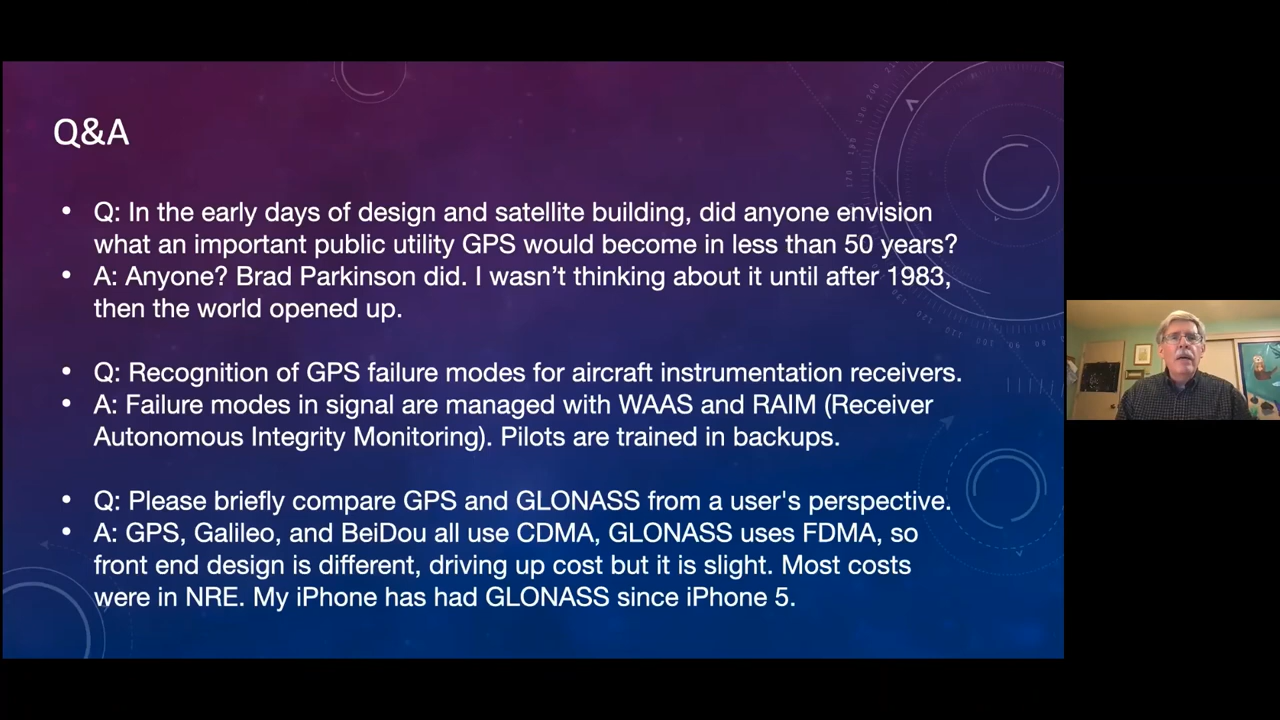 Q&A
• Q: In the early days of design and satellite building, did anyone envision
what an important public utility GPS would become in less than 50 years?
• A: Anyone? Brad Parkinson did. I wasn’t thinking about it until after 1983,
then the world opened up.
• Q: Recognition of GPS failure modes for aircraft instrumentation receivers.
• A: Failure modes in signal are managed with WAAS and RAIM (Receiver
Autonomous Integrity Monitoring). Pilots are trained in backups.
• Q: Please briefly compare GPS and GLONASS from a user's perspective.
• A: GPS, Galileo, and BeiDou all use CDMA, GLONASS uses FDMA, so
front end design is different, driving up cost but it is slight. Most costs
were in NRE. My iPhone has had GLONASS since iPhone 5.